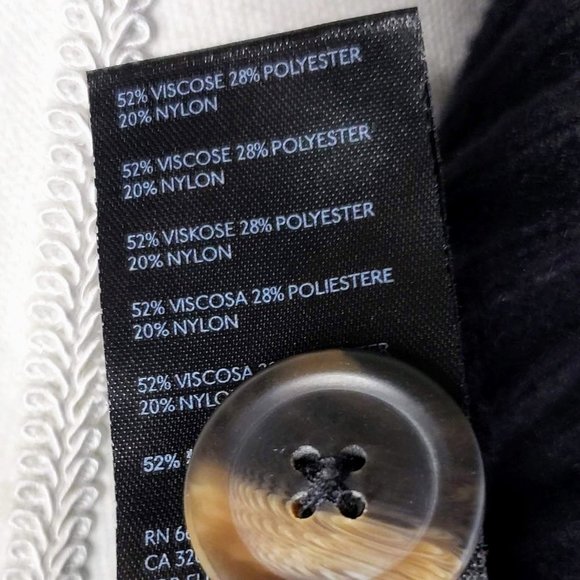 52% VISCOSE 28% POLYESTER
20% NYLON
52% VISCOSE 28% POLYESTER
20% NYLON
52% VISKOSE 28% POLYESTER
20% NYLON
52% VISCOSA 28% POLIESTERE
20% NYLON
52% VISCOSA
20%
52%
RN
CA